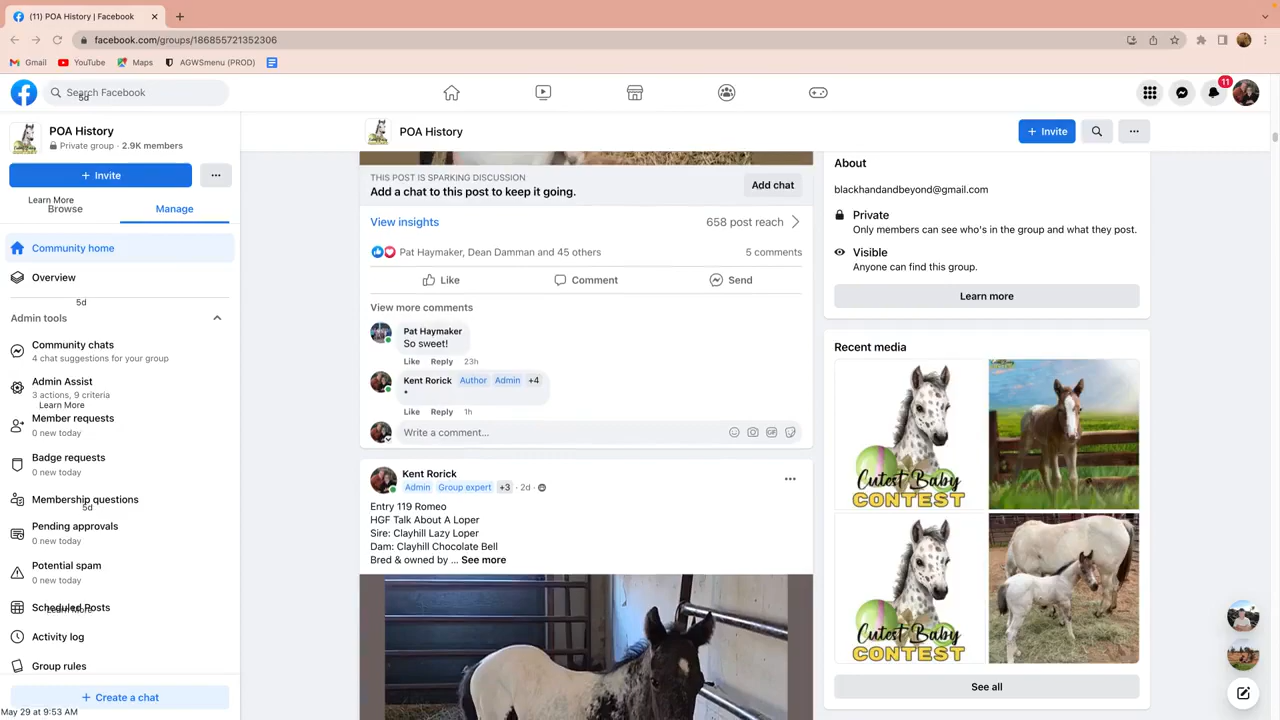 (11) POA History | Facebook
facebook.com/groups/186855721352306
Gmail
YouTube
Maps
AGWSmenu (PROD)
Search Facebook
5d
11
POA History
Private group · 2.9K members
+ Invite
Learn More
Browse
Manage
Community home
Overview
5d
Admin tools
Community chats
4 chat suggestions for your group
Admin Assist
3 actions, 9 criteria
Learn More
Member requests
0 new today
Badge requests
0 new today
Membership questions
5d
Pending approvals
0 new today
Potential spam
0 new today
Scheduled Posts
Learn More
Activity log
Group rules
+ Create a chat
May 29 at 9:53 AM
POA History
+ Invite
THIS POST IS SPARKING DISCUSSION
Add a chat to this post to keep it going.
Add chat
View insights
658 post reach
Pat Haymaker, Dean Damman and 45 others
5 comments
Like
Comment
Send
View more comments
Pat Haymaker
So sweet!
Like Reply 23h
Kent Rorick Author Admin +4
•
Like Reply 1h
Write a comment...
Kent Rorick
Admin Group expert +3 · 2d ·
Entry 119 Romeo
HGF Talk About A Loper
Sire: Clayhill Lazy Loper
Dam: Clayhill Chocolate Bell
Bred & owned by ... See more
About
blackhandandbeyond@gmail.com
Private
Only members can see who's in the group and what they post.
Visible
Anyone can find this group.
Learn more
Recent media
Cutest Baby
CONTEST
Cutest Baby
CONTEST
See all